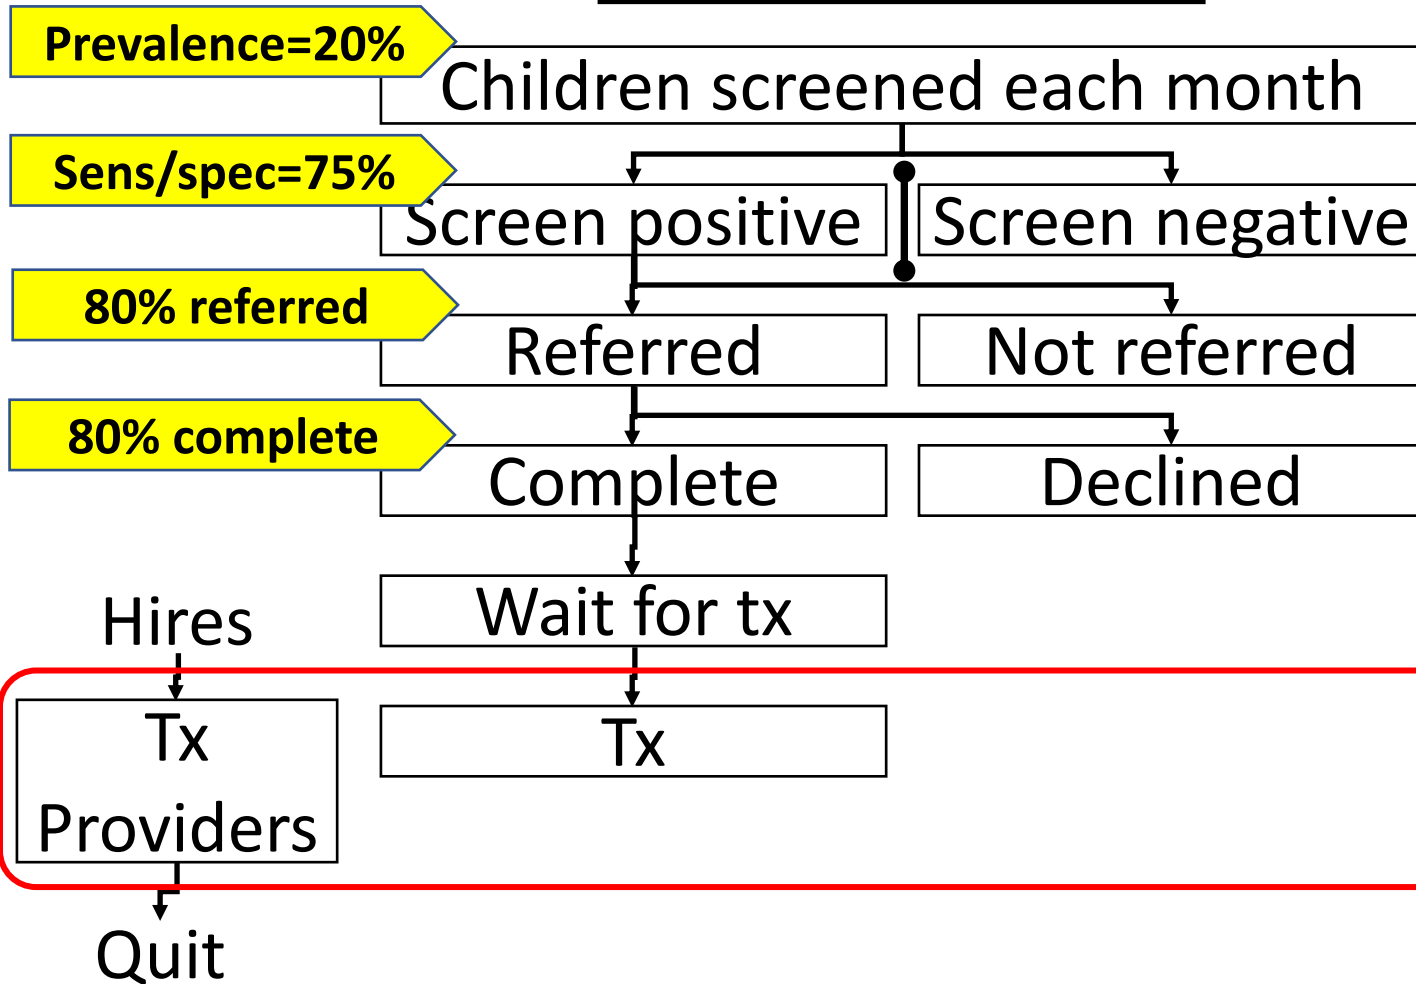 Prevalence=20%
Children screened each month
Sens/spec=75%
Screen positive
Screen negative
80% referred
Referred
Not referred
80% complete
Complete
Declined
Wait for tx
Hires
Tx
Providers
Tx
Quit